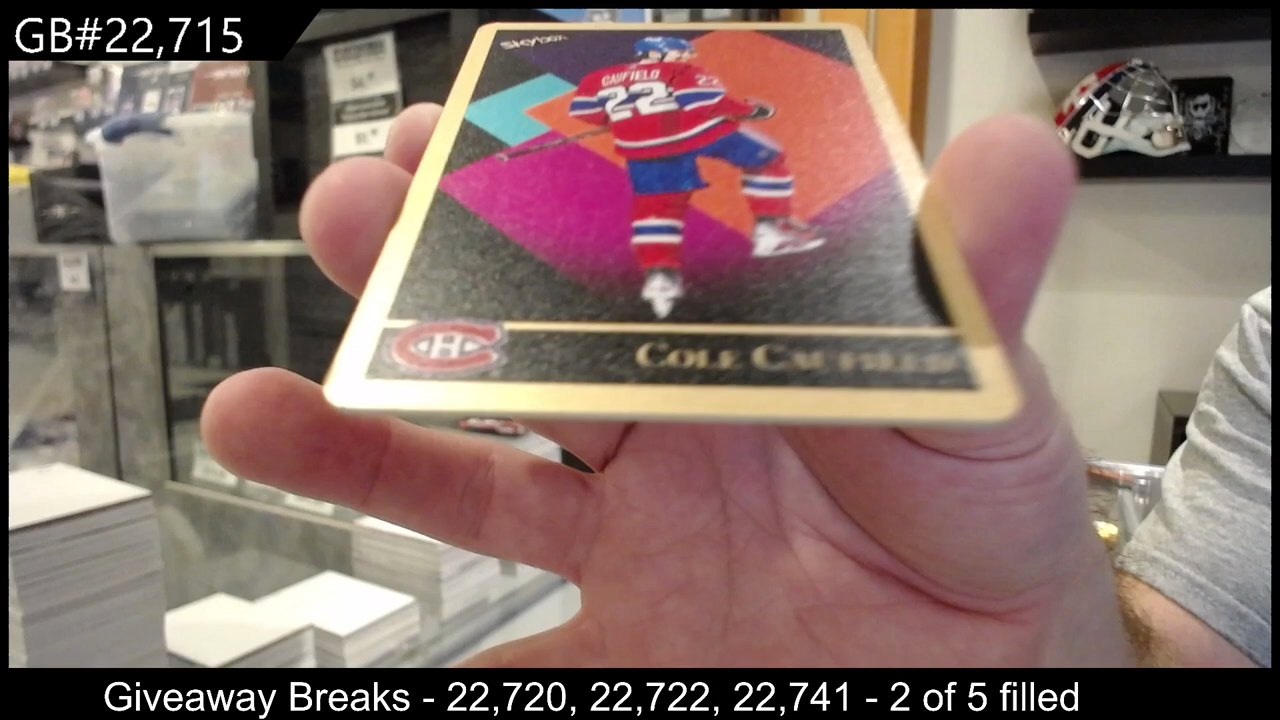 GB#22,715
SkyBox
CAUFIELD
22
22
COLE CAUFIELD
Giveaway Breaks - 22,720, 22,722, 22,741 - 2 of 5 filled